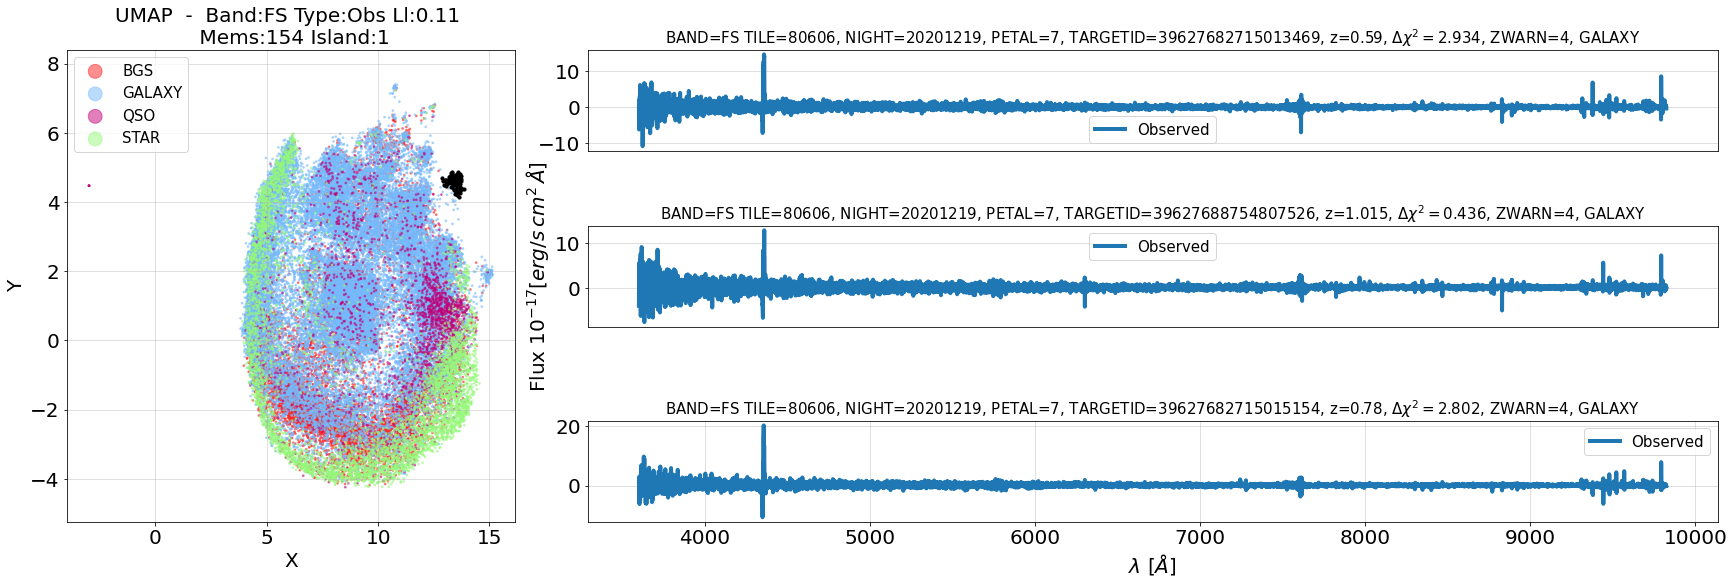 UMAP - Band:FS Type:Obs Ll:0.11
Mems:154 Island:1
BGS
GALAXY
QSO
STAR
8
6
4
2
0
−2
−4
Y
0
5
10
15
X
Flux 10⁻¹⁷[erg/s cm² Å]
BAND=FS TILE=80606, NIGHT=20201219, PETAL=7, TARGETID=39627682715013469, z=0.59, Δχ² = 2.934, ZWARN=4, GALAXY
10
0
−10
Observed
BAND=FS TILE=80606, NIGHT=20201219, PETAL=7, TARGETID=39627688754807526, z=1.015, Δχ² = 0.436, ZWARN=4, GALAXY
10
0
Observed
BAND=FS TILE=80606, NIGHT=20201219, PETAL=7, TARGETID=39627682715015154, z=0.78, Δχ² = 2.802, ZWARN=4, GALAXY
20
0
Observed
4000
5000
6000
7000
8000
9000
10000
λ [Å]